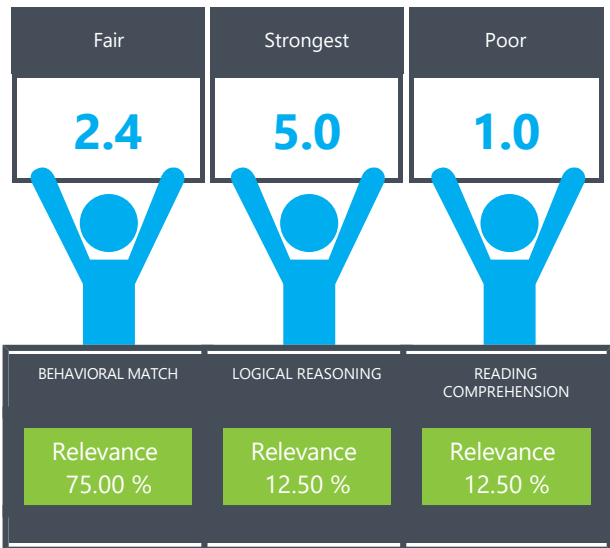 Fair
Strongest
Poor
2.4
5.0
1.0
BEHAVIORAL MATCH
LOGICAL REASONING
READING
COMPREHENSION
Relevance
75.00 %
Relevance
12.50 %
Relevance
12.50 %